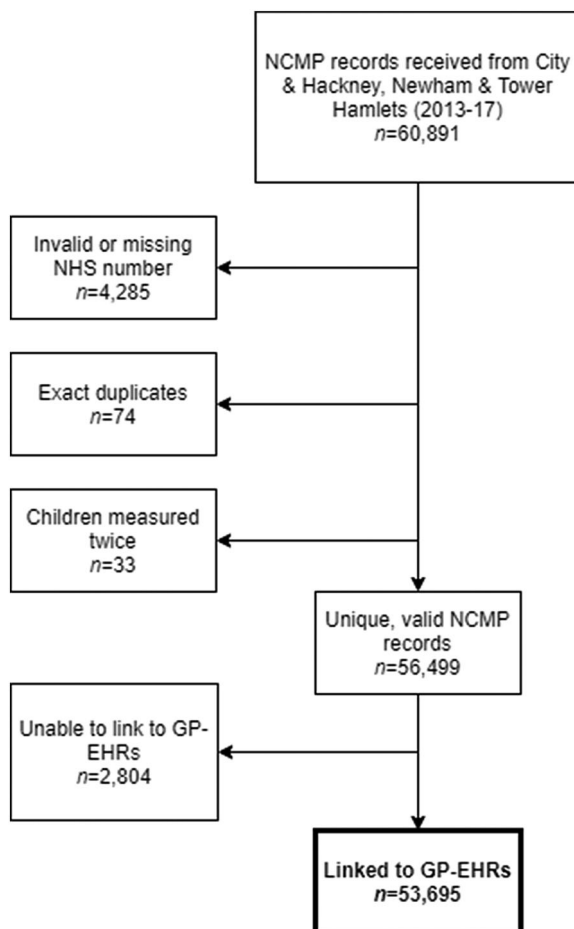 NCMP records received from City
& Hackney, Newham & Tower
Hamlets (2013-17)
n=60,891
Invalid or missing
NHS number
n=4,285
Exact duplicates
n=74
Children measured
twice
n=33
Unique, valid NCMP
records
n=56,499
Unable to link to GP-
EHRs
n=2,804
Linked to GP-EHRs
n=53,695